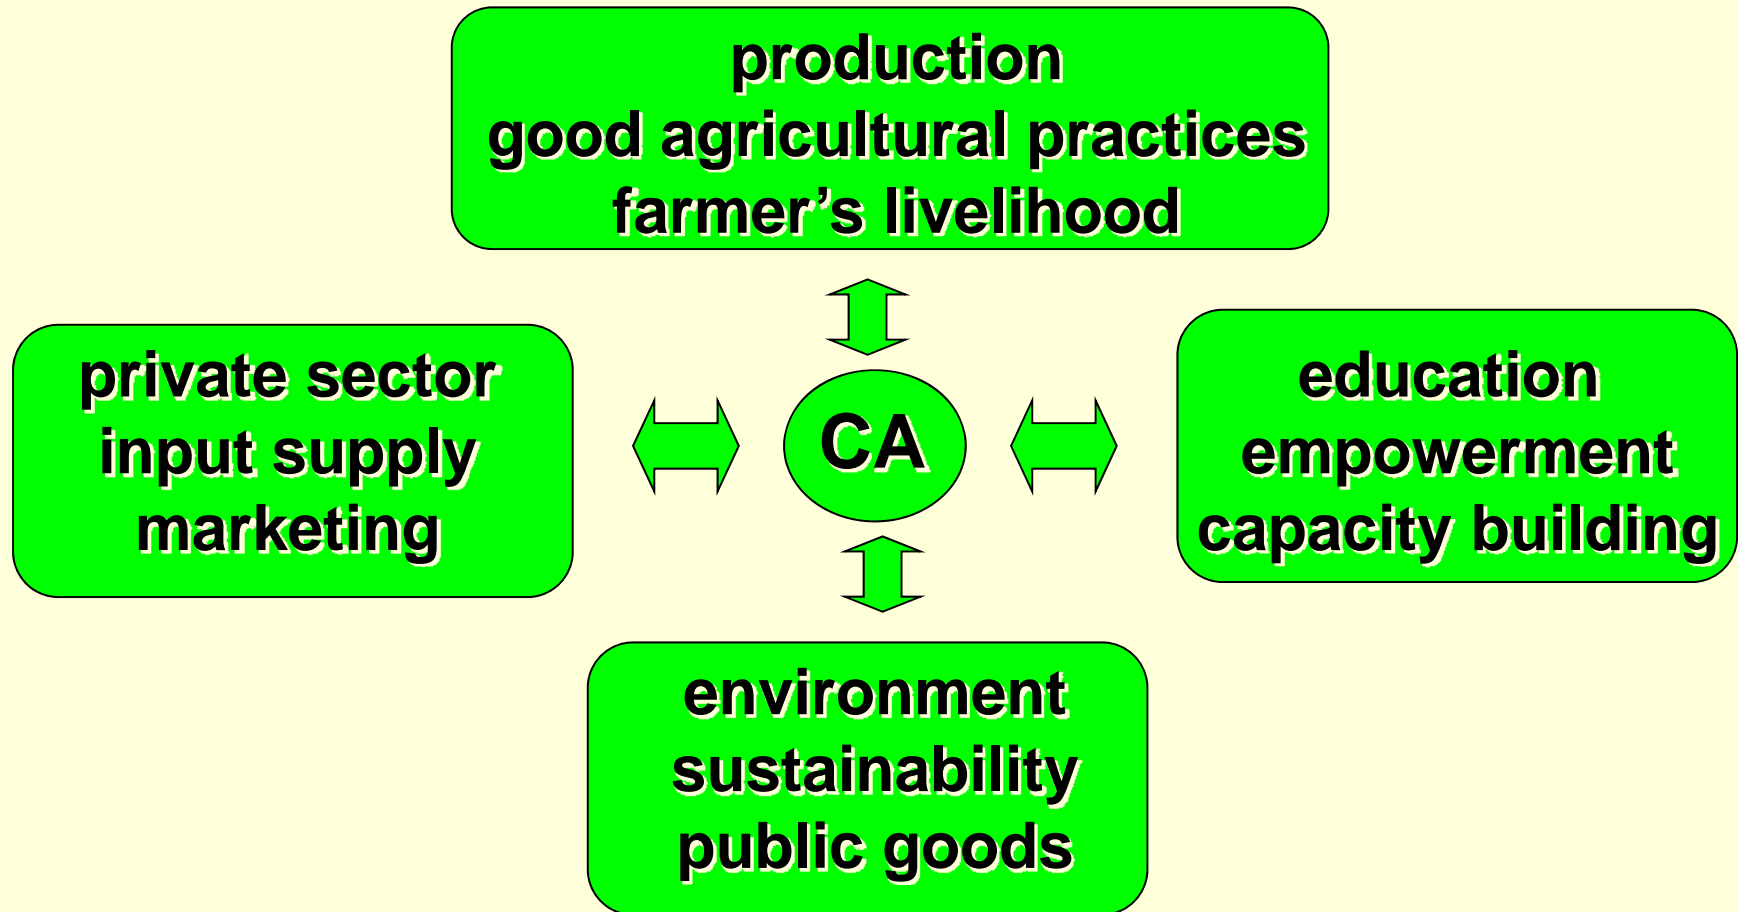 production
good agricultural practices
farmer’s livelihood
private sector
input supply
marketing
CA
education
empowerment
capacity building
environment
sustainability
public goods